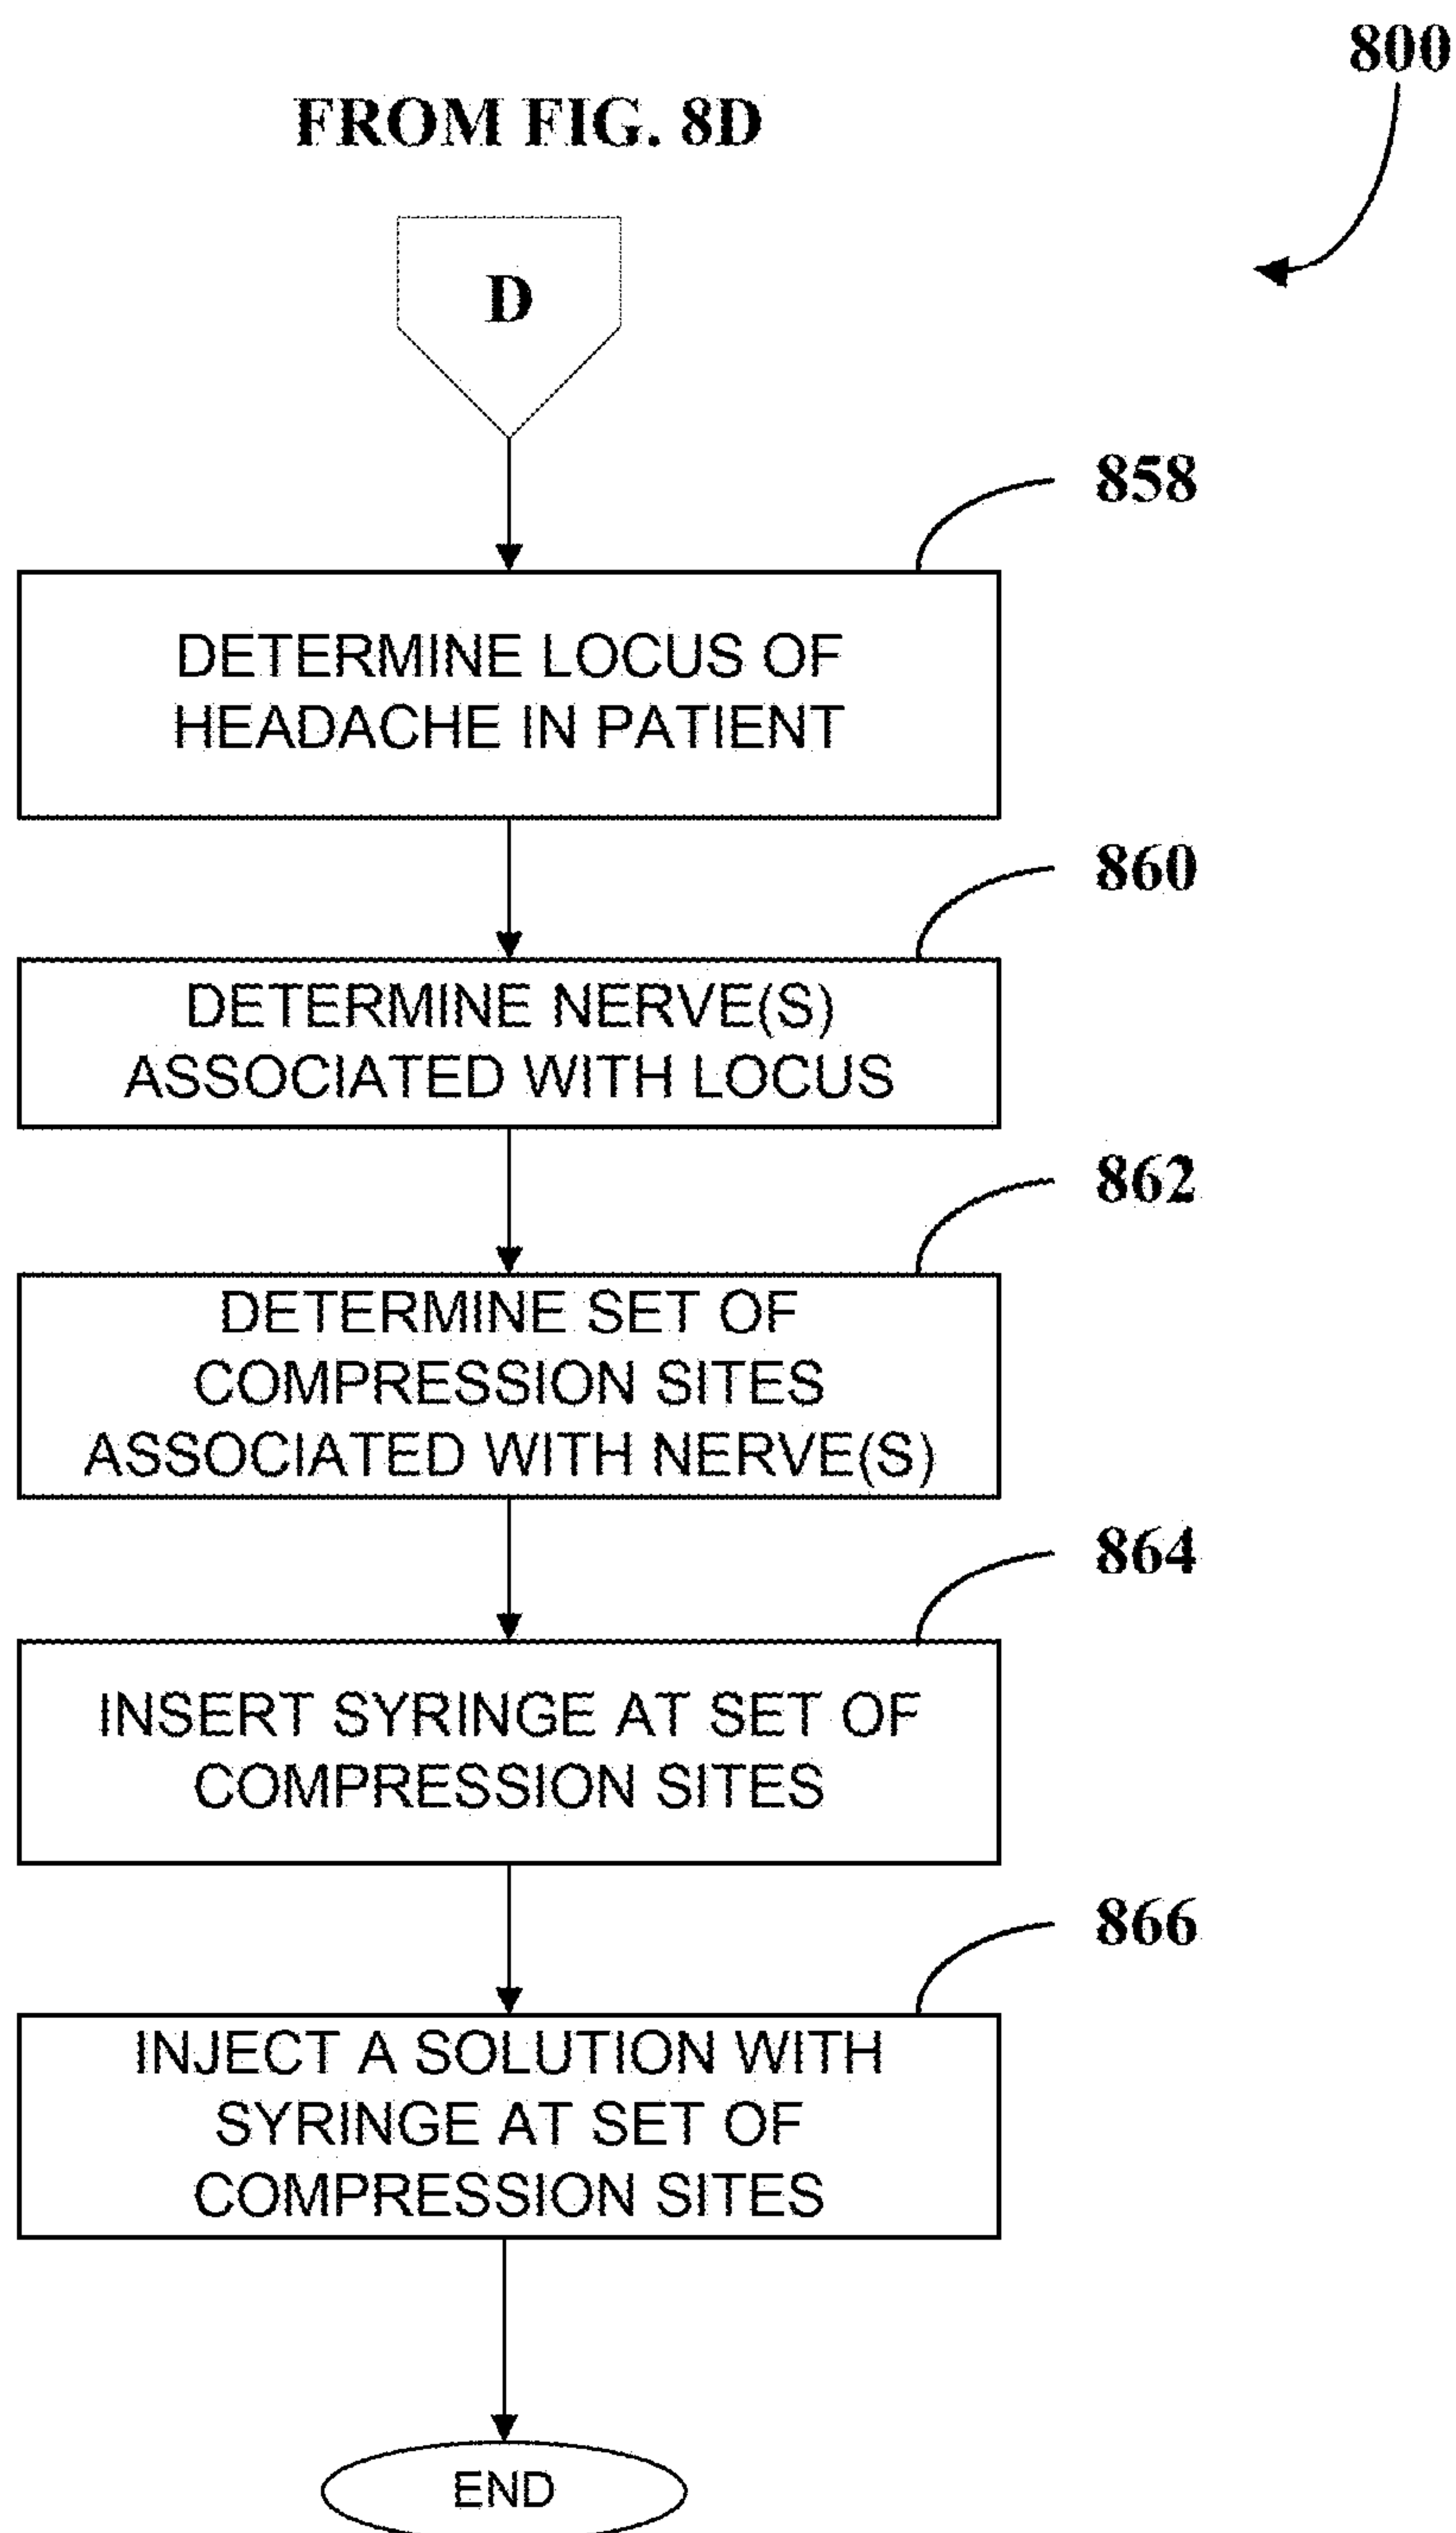 800
FROM FIG. 8D
D
858
DETERMINE LOCUS OF
HEADACHE IN PATIENT
860
DETERMINE NERVE(S)
ASSOCIATED WITH LOCUS
862
DETERMINE SET OF
COMPRESSION SITES
ASSOCIATED WITH NERVE(S)
864
INSERT SYRINGE AT SET OF
COMPRESSION SITES
866
INJECT A SOLUTION WITH
SYRINGE AT SET OF
COMPRESSION SITES
END